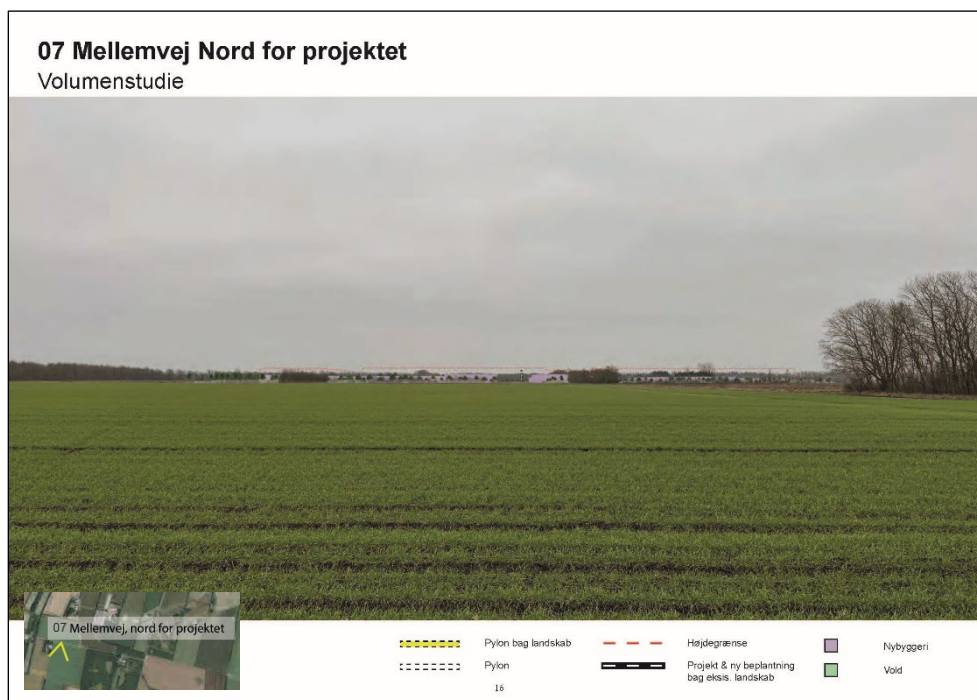 07 Mellemvej Nord for projektet
Volumenstudie
07 Mellemvej, nord for projektet
Pylon bag landskab
Pylon
Højdegrænse
Projekt & ny beplantning
bag eksis. landskab
Nybyggeri
Vold
16